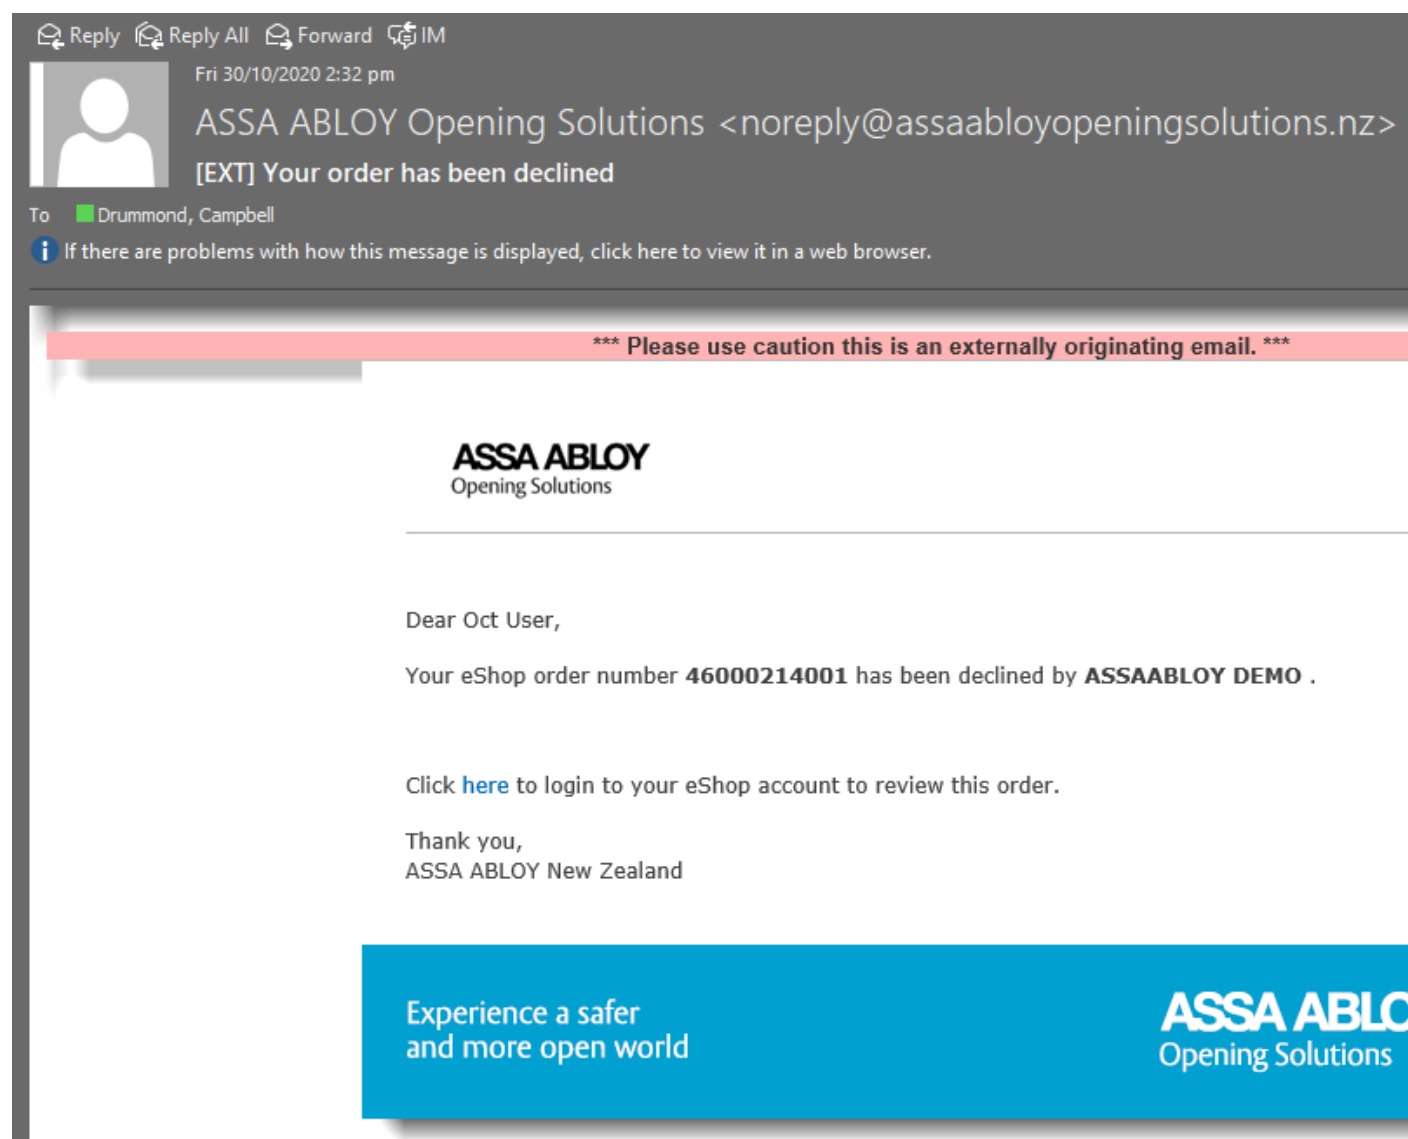 Reply Reply All Forward IM
Fri 30/10/2020 2:32 pm
ASSA ABLOY Opening Solutions <noreply@assaabloyopeningsolutions.nz>
[EXT] Your order has been declined
To Drummond, Campbell
If there are problems with how this message is displayed, click here to view it in a web browser.
*** Please use caution this is an externally originating email. ***
ASSA ABLOY
Opening Solutions
Dear Oct User,
Your eShop order number 46000214001 has been declined by ASSAABLOY DEMO .
Click here to login to your eShop account to review this order.
Thank you,
ASSA ABLOY New Zealand
Experience a safer
and more open world
ASSA ABLO
Opening Solutions